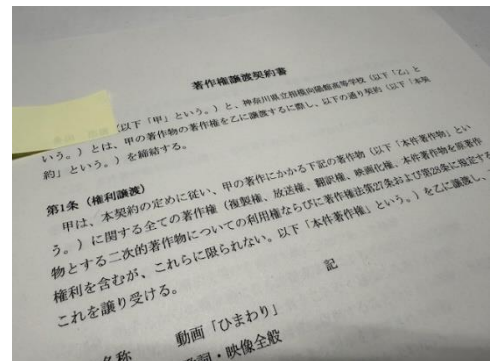 著作権譲渡契約書
(以下「甲」という。)と、神奈川県立相模向陽館高等学校(以下「乙」と
いう。)とは、甲の著作物の著作権を乙に譲渡するに際し、以下の通り契約(以下「本契
約」という。)を締結する。
第1条(権利譲渡)
甲は、本契約の定めに従い、甲の著作にかかる下記の著作物(以下「本件著作物」とい
う。)に関する全ての著作権(複製権、放送権、翻訳権、映画化権、本件著作物を原著作
物とする二次的著作物についての利用権ならびに著作権法第27条および第28条に規定する
権利を含むが、これらに限られない。以下「本件著作権」という。)を乙に譲渡し、
これを譲り受ける。
記
名称 動画「ひまわり」
歌詞・映像全般